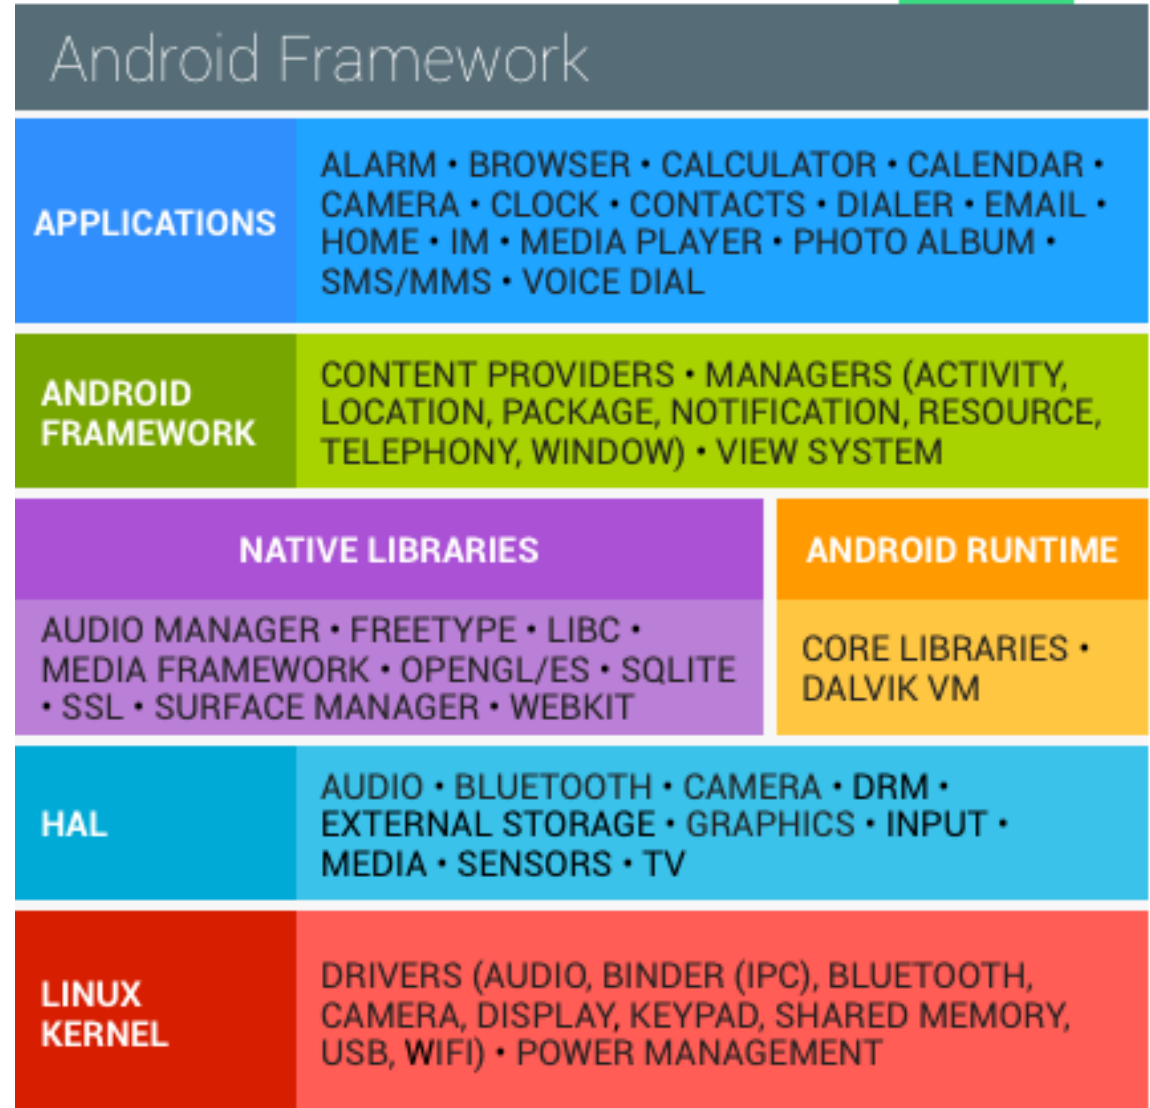 Android Framework
APPLICATIONS
ALARM • BROWSER • CALCULATOR • CALENDAR •
CAMERA • CLOCK • CONTACTS • DIALER • EMAIL •
HOME • IM • MEDIA PLAYER • PHOTO ALBUM •
SMS/MMS • VOICE DIAL
ANDROID
FRAMEWORK
CONTENT PROVIDERS • MANAGERS (ACTIVITY,
LOCATION, PACKAGE, NOTIFICATION, RESOURCE,
TELEPHONY, WINDOW) • VIEW SYSTEM
NATIVE LIBRARIES
AUDIO MANAGER • FREETYPE • LIBC •
MEDIA FRAMEWORK • OPENGL/ES • SQLITE
• SSL • SURFACE MANAGER • WEBKIT
ANDROID RUNTIME
CORE LIBRARIES •
DALVIK VM
HAL
AUDIO • BLUETOOTH • CAMERA • DRM •
EXTERNAL STORAGE • GRAPHICS • INPUT •
MEDIA • SENSORS • TV
LINUX
KERNEL
DRIVERS (AUDIO, BINDER (IPC), BLUETOOTH,
CAMERA, DISPLAY, KEYPAD, SHARED MEMORY,
USB, WIFI) • POWER MANAGEMENT